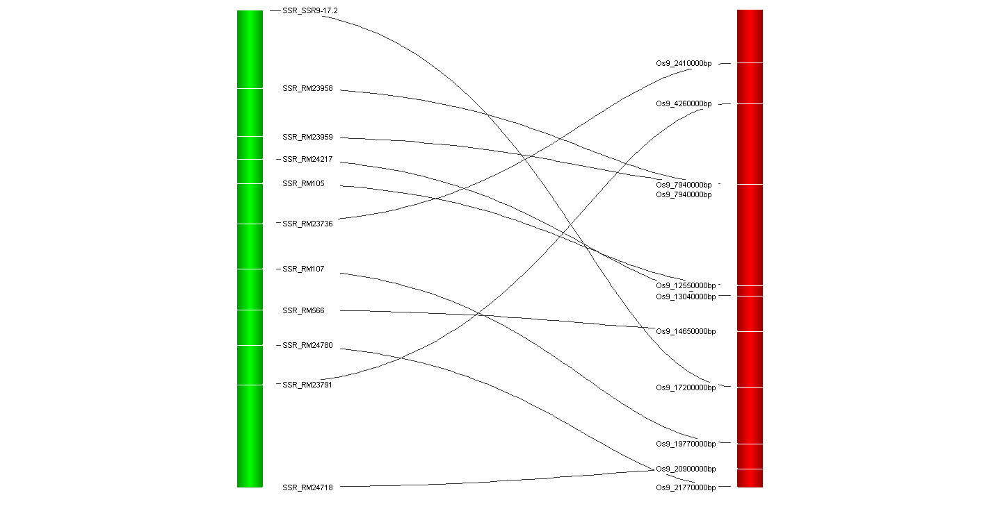 SSR_SSR9-17.2
SSR_RM23958
SSR_RM23959
SSR_RM24217
SSR_RM105
SSR_RM23736
SSR_RM107
SSR_RM566
SSR_RM24780
SSR_RM23791
SSR_RM24718
Os9_2410000bp
Os9_4260000bp
Os9_7940000bp
Os9_7940000bp
Os9_12550000bp
Os9_13040000bp
Os9_14650000bp
Os9_17200000bp
Os9_19770000bp
Os9_20900000bp
Os9_21770000bp